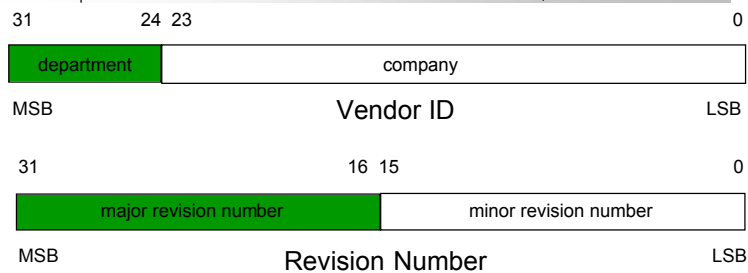 31 24 23 0
department company
MSB Vendor ID LSB
31 16 15 0
major revision number minor revision number
MSB Revision Number LSB